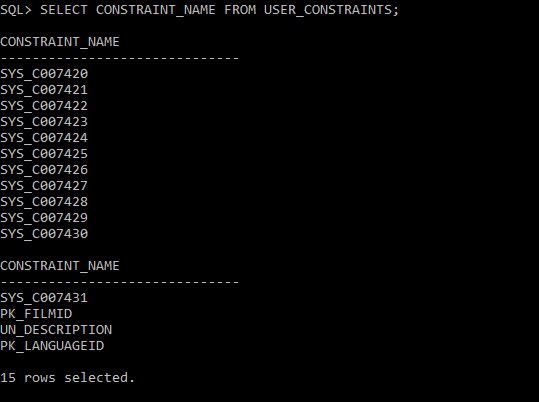 SQL> SELECT CONSTRAINT_NAME FROM USER_CONSTRAINTS;
CONSTRAINT_NAME
------------------------------
SYS_C007420
SYS_C007421
SYS_C007422
SYS_C007423
SYS_C007424
SYS_C007425
SYS_C007426
SYS_C007427
SYS_C007428
SYS_C007429
SYS_C007430
CONSTRAINT_NAME
------------------------------
SYS_C007431
PK_FILMID
UN_DESCRIPTION
PK_LANGUAGEID
15 rows selected.